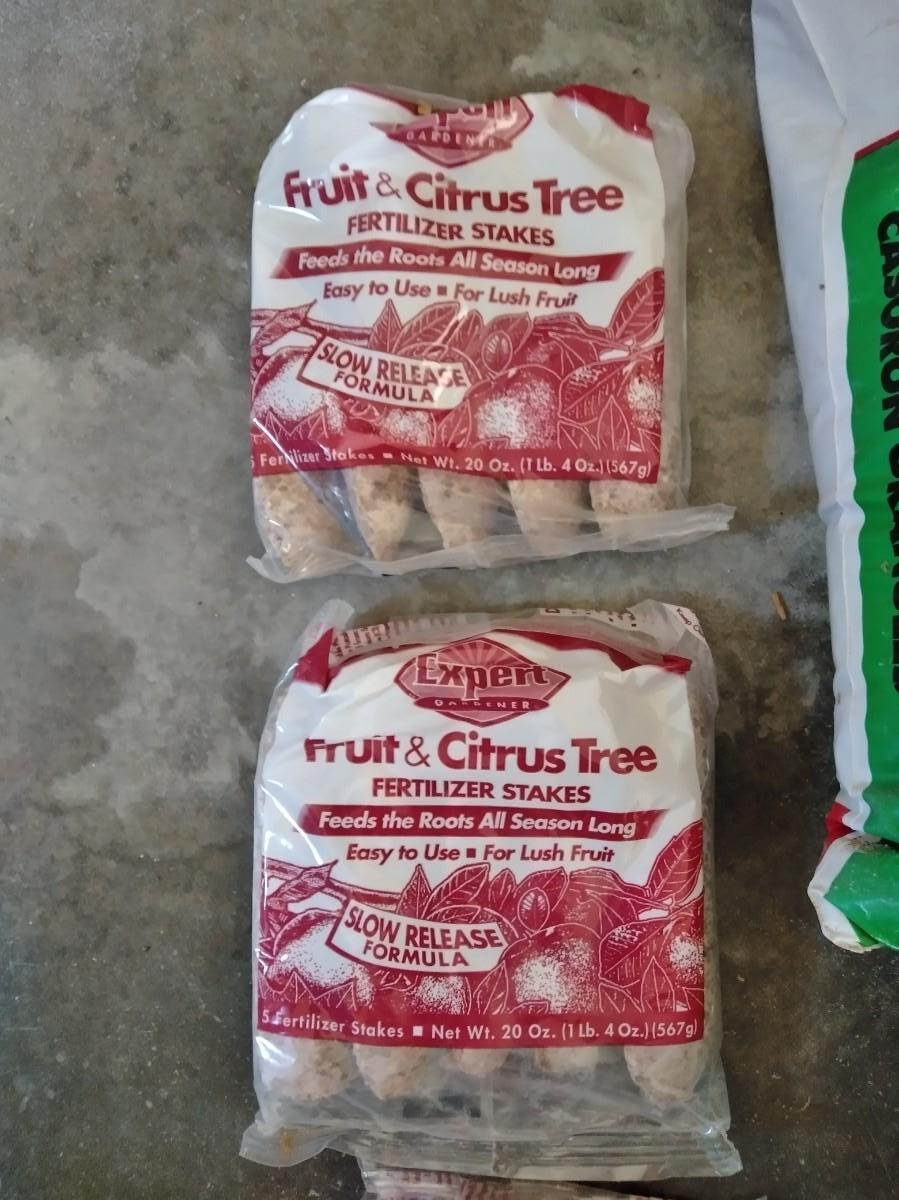 GARDENER
Fruit & Citrus Tree
FERTILIZER STAKES
Feeds the Roots All Season Long
Easy to Use ■ For Lush Fruit
SLOW RELEASE
FORMULA
5 Fertilizer Stakes ■ Net Wt. 20 Oz. (1 Lb. 4 Oz.) (567g)
Expert
GARDENER
Fruit & Citrus Tree
FERTILIZER STAKES
Feeds the Roots All Season Long
Easy to Use ■ For Lush Fruit
SLOW RELEASE
FORMULA
5 Fertilizer Stakes ■ Net Wt. 20 Oz. (1 Lb. 4 Oz.) (567g)
CASORON